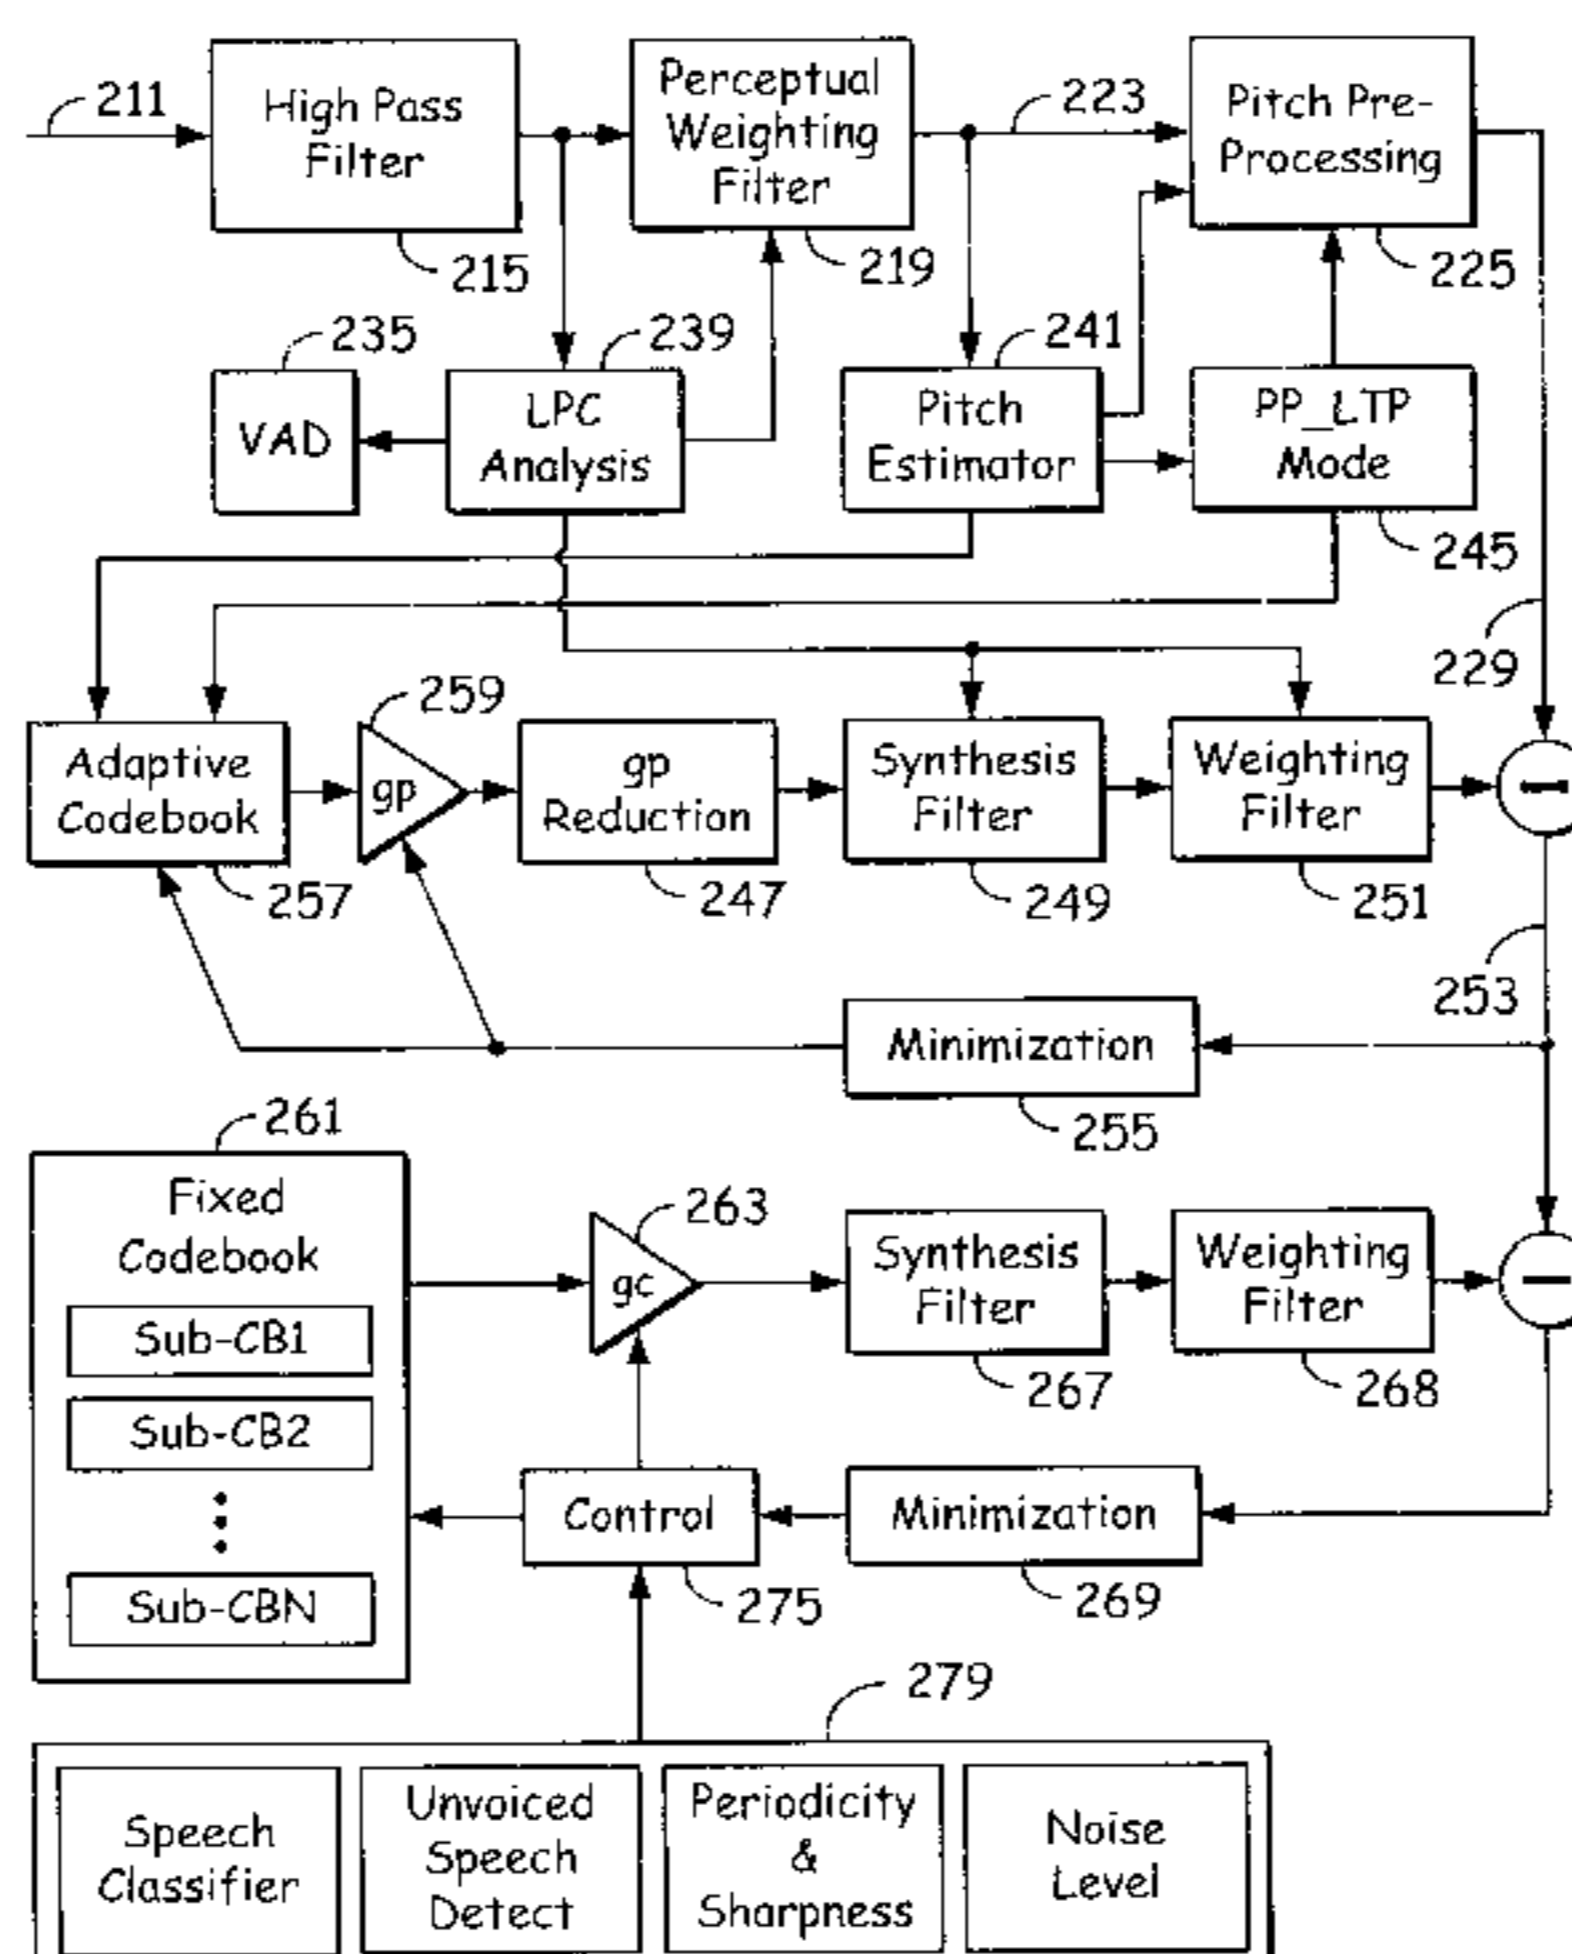 211
High Pass
Filter
215
Perceptual
Weighting
Filter
219
223
Pitch Pre-
Processing
225
235
VAD
239
LPC
Analysis
241
Pitch
Estimator
PP_LTP
Mode
245
229
Adaptive
Codebook
257
259
gp
gp
Reduction
247
Synthesis
Filter
249
Weighting
Filter
251
253
Minimization
255
261
Fixed
Codebook
Sub-CB1
Sub-CB2
Sub-CBN
263
gc
Synthesis
Filter
267
Weighting
Filter
268
Control
275
Minimization
269
279
Speech
Classifier
Unvoiced
Speech
Detect
Periodicity
&
Sharpness
Noise
Level